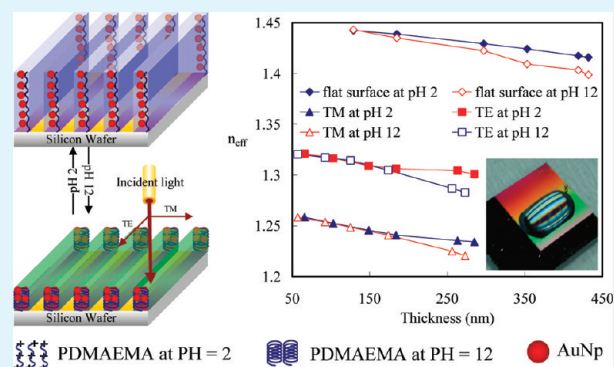 Silicon Wafer
pH 2
pH 12
Incident light
TE
TM
Silicon Wafer
PDMAEMA at PH = 2
PDMAEMA at PH = 12
AuNp
1.45
1.4
1.35
1.3
1.25
1.2
n_eff
flat surface at pH 2
flat surface at pH 12
TM at pH 2
TE at pH 2
TM at pH 12
TE at pH 12
50
150
250
350
450
Thickness (nm)